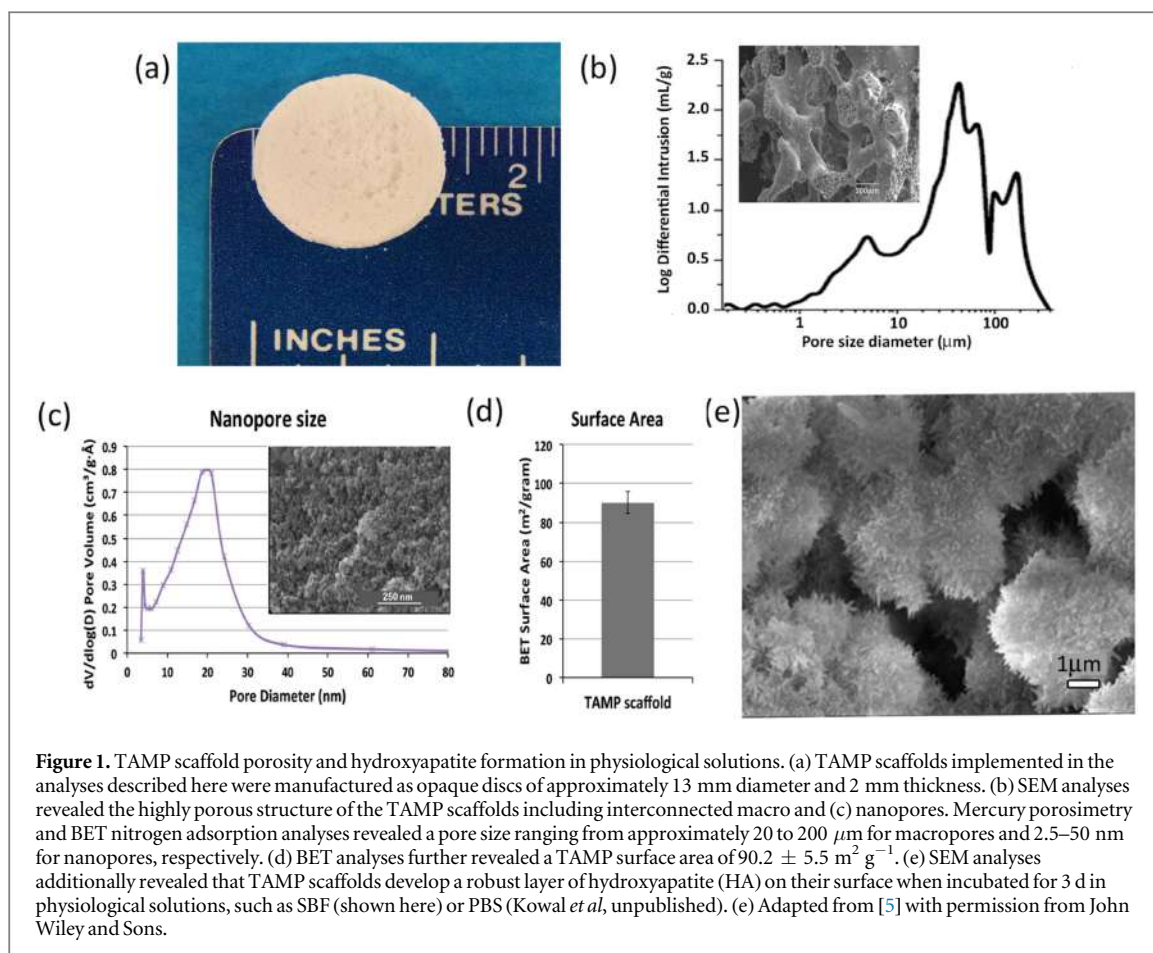 (a)
2
METERS
INCHES
(b)
Log Differential Intrusion (mL/g)
2.5
2.0
1.5
1.0
0.5
0.0
1
10
100
Pore size diameter (μm)
(c)
Nanopore size
dV/dlog(D) Pore Volume (cm³/g·Å)
0.9
0.8
0.7
0.6
0.5
0.4
0.3
0.2
0.1
0
0
10
20
30
40
50
60
70
80
Pore Diameter (nm)
250 nm
(d)
Surface Area
BET Surface Area (m²/gram)
120
100
80
60
40
20
0
TAMP scaffold
(e)
1μm
Figure 1. TAMP scaffold porosity and hydroxyapatite formation in physiological solutions. (a) TAMP scaffolds implemented in the
analyses described here were manufactured as opaque discs of approximately 13 mm diameter and 2 mm thickness. (b) SEM analyses
revealed the highly porous structure of the TAMP scaffolds including interconnected macro and (c) nanopores. Mercury porosimetry
and BET nitrogen adsorption analyses revealed a pore size ranging from approximately 20 to 200 μm for macropores and 2.5–50 nm
for nanopores, respectively. (d) BET analyses further revealed a TAMP surface area of 90.2 ± 5.5 m² g⁻¹. (e) SEM analyses
additionally revealed that TAMP scaffolds develop a robust layer of hydroxyapatite (HA) on their surface when incubated for 3 d in
physiological solutions, such as SBF (shown here) or PBS (Kowal et al, unpublished). (e) Adapted from [5] with permission from John
Wiley and Sons.